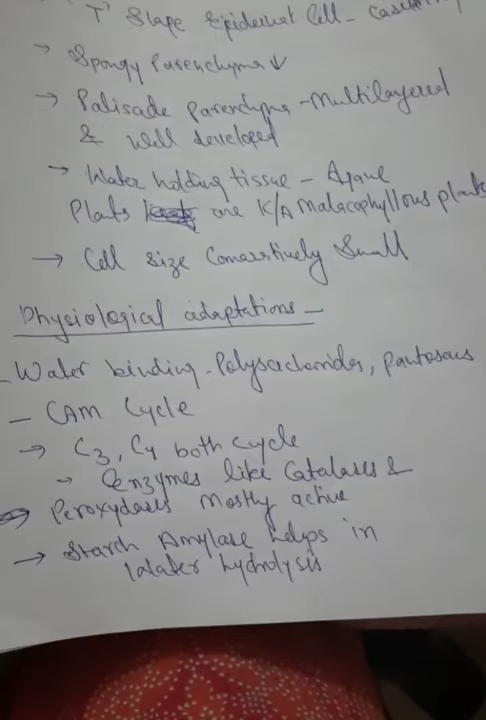 'T' Shape Epidermal Cell -
→ Spongy Parenchyma ↓
→ Palisade Parenchyma - Multilayered
& well developed
→ Water holding tissue - Agave
Plants are K/A Malacophyllous plants
→ Cell size Comparitively Small
Physiological adaptations -
- Water binding - Polysaccharides, pentosans
- CAM Cycle
→ C3, C4 both cycle
→ Enzymes like Catalases &
Peroxydases mostly active
→ Starch Amylase helps in
Water hydrolysis